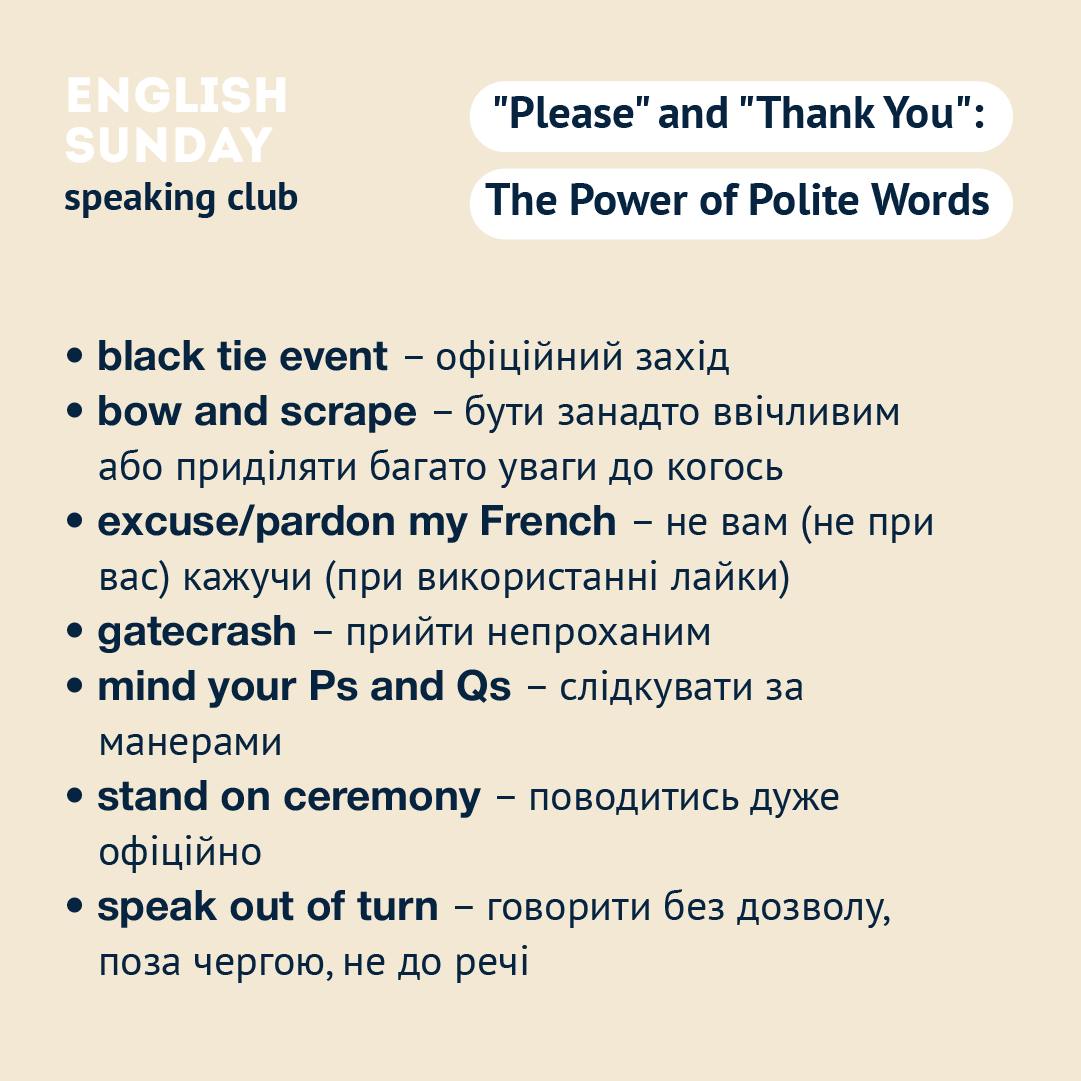 ENGLISH
SUNDAY
speaking club
"Please" and "Thank You":
The Power of Polite Words
• black tie event – офіційний захід
• bow and scrape – бути занадто ввічливим
або приділяти багато уваги до когось
• excuse/pardon my French – не вам (не при
вас) кажучи (при використанні лайки)
• gatecrash – прийти непроханим
• mind your Ps and Qs – слідкувати за
манерами
• stand on ceremony – поводитись дуже
офіційно
• speak out of turn – говорити без дозволу,
поза чергою, не до речі